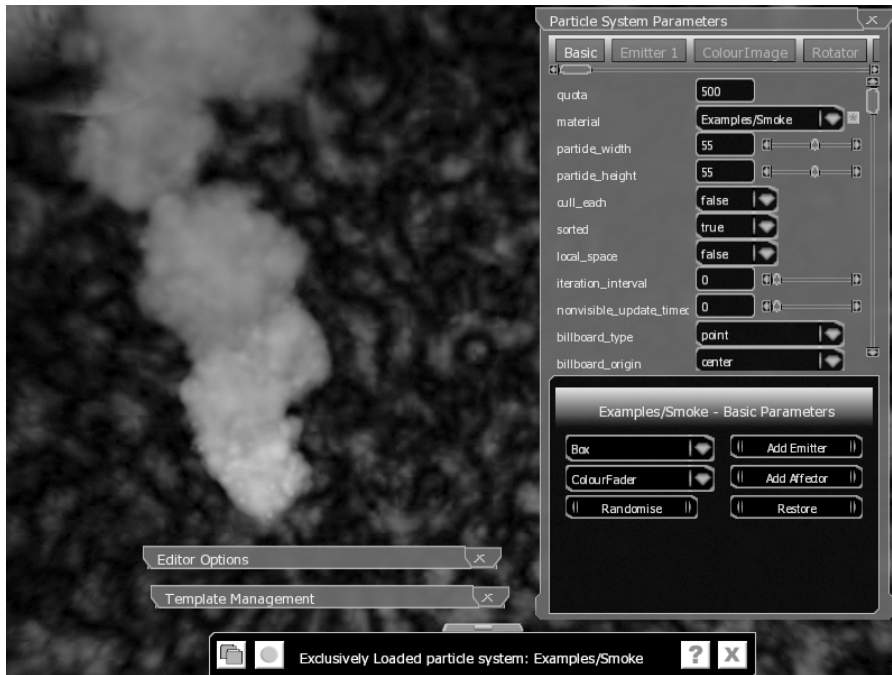 Particle System Parameters
Basic Emitter 1 ColourImage Rotator
quota 500
material Examples/Smoke
particle_width 55
particle_height 55
cull_each false
sorted true
local_space false
iteration_interval 0
nonvisible_update_timec 0
billboard_type point
billboard_origin center
Examples/Smoke - Basic Parameters
Box Add Emitter
ColourFader Add Affector
Randomise Restore
Editor Options
Template Management
Exclusively Loaded particle system: Examples/Smoke ? X